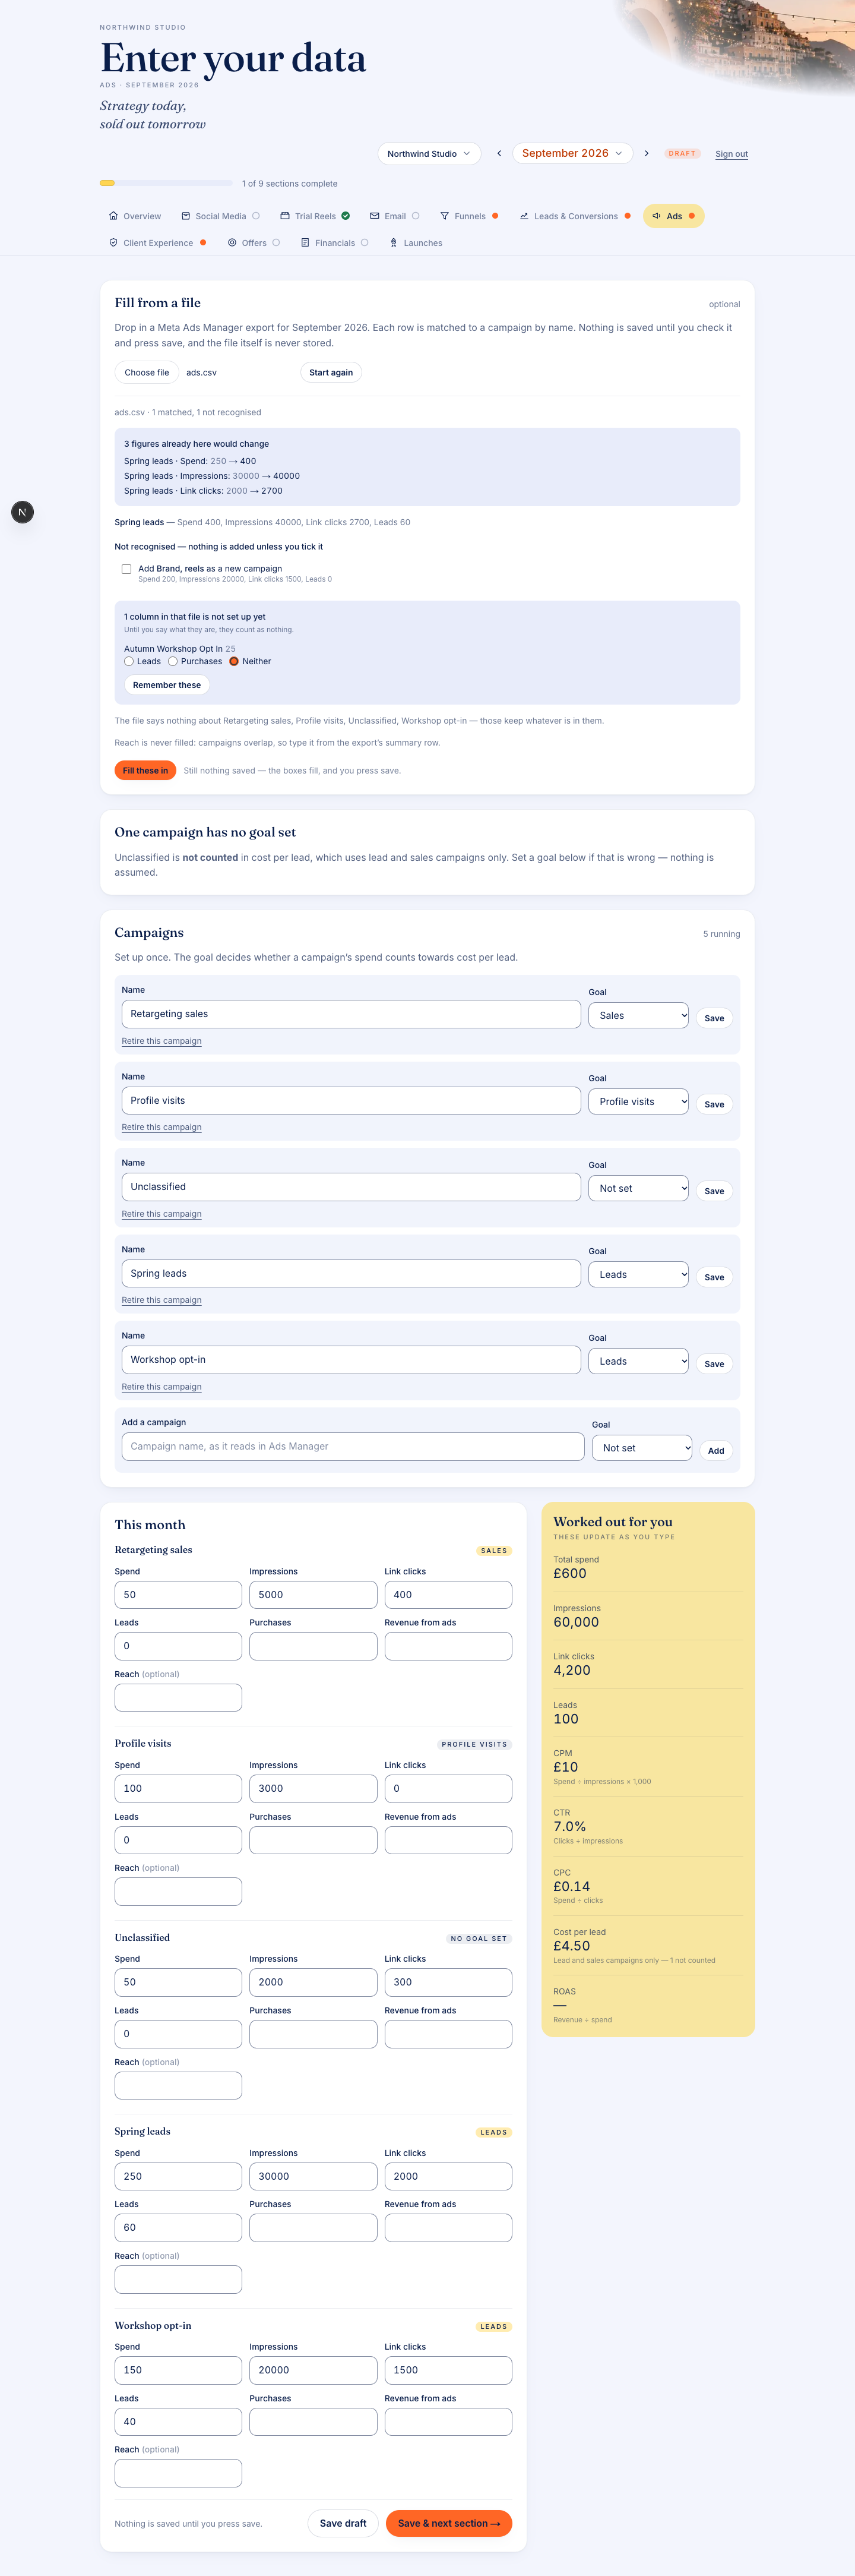 NORTHWIND STUDIO
Enter your data
ADS · SEPTEMBER 2026
Strategy today,
sold out tomorrow
Northwind Studio
September 2026
DRAFT
Sign out
1 of 9 sections complete
Overview
Social Media
Trial Reels
Email
Funnels
Leads & Conversions
Ads
Client Experience
Offers
Financials
Launches
Fill from a file
optional
Drop in a Meta Ads Manager export for September 2026. Each row is matched to a campaign by name. Nothing is saved until you check it
and press save, and the file itself is never stored.
Choose file
ads.csv
Start again
ads.csv · 1 matched, 1 not recognised
3 figures already here would change
Spring leads · Spend: 250 → 400
Spring leads · Impressions: 30000 → 40000
Spring leads · Link clicks: 2000 → 2700
N
Spring leads — Spend 400, Impressions 40000, Link clicks 2700, Leads 60
Not recognised — nothing is added unless you tick it
Add Brand, reels as a new campaign
Spend 200, Impressions 20000, Link clicks 1500, Leads 0
1 column in that file is not set up yet
Until you say what they are, they count as nothing.
Autumn Workshop Opt In 25
Leads
Purchases
Neither
Remember these
The file says nothing about Retargeting sales, Profile visits, Unclassified, Workshop opt-in — those keep whatever is in them.
Reach is never filled: campaigns overlap, so type it from the export's summary row.
Fill these in
Still nothing saved — the boxes fill, and you press save.
One campaign has no goal set
Unclassified is not counted in cost per lead, which uses lead and sales campaigns only. Set a goal below if that is wrong — nothing is
assumed.
Campaigns
5 running
Set up once. The goal decides whether a campaign's spend counts towards cost per lead.
Name
Goal
Retargeting sales
Sales
Save
Retire this campaign
Name
Goal
Profile visits
Profile visits
Save
Retire this campaign
Name
Goal
Unclassified
Not set
Save
Retire this campaign
Name
Goal
Spring leads
Leads
Save
Retire this campaign
Name
Goal
Workshop opt-in
Leads
Save
Retire this campaign
Add a campaign
Goal
Campaign name, as it reads in Ads Manager
Not set
Add
This month
Retargeting sales
SALES
Spend
Impressions
Link clicks
50
5000
400
Leads
Purchases
Revenue from ads
0
Reach (optional)
Profile visits
PROFILE VISITS
Spend
Impressions
Link clicks
100
3000
0
Leads
Purchases
Revenue from ads
0
Reach (optional)
Unclassified
NO GOAL SET
Spend
Impressions
Link clicks
50
2000
300
Leads
Purchases
Revenue from ads
0
Reach (optional)
Spring leads
LEADS
Spend
Impressions
Link clicks
250
30000
2000
Leads
Purchases
Revenue from ads
60
Reach (optional)
Workshop opt-in
LEADS
Spend
Impressions
Link clicks
150
20000
1500
Leads
Purchases
Revenue from ads
40
Reach (optional)
Nothing is saved until you press save.
Save draft
Save & next section →
Worked out for you
THESE UPDATE AS YOU TYPE
Total spend
£600
Impressions
60,000
Link clicks
4,200
Leads
100
CPM
£10
Spend ÷ impressions × 1,000
CTR
7.0%
Clicks ÷ impressions
CPC
£0.14
Spend ÷ clicks
Cost per lead
£4.50
Lead and sales campaigns only — 1 not counted
ROAS
—
Revenue ÷ spend